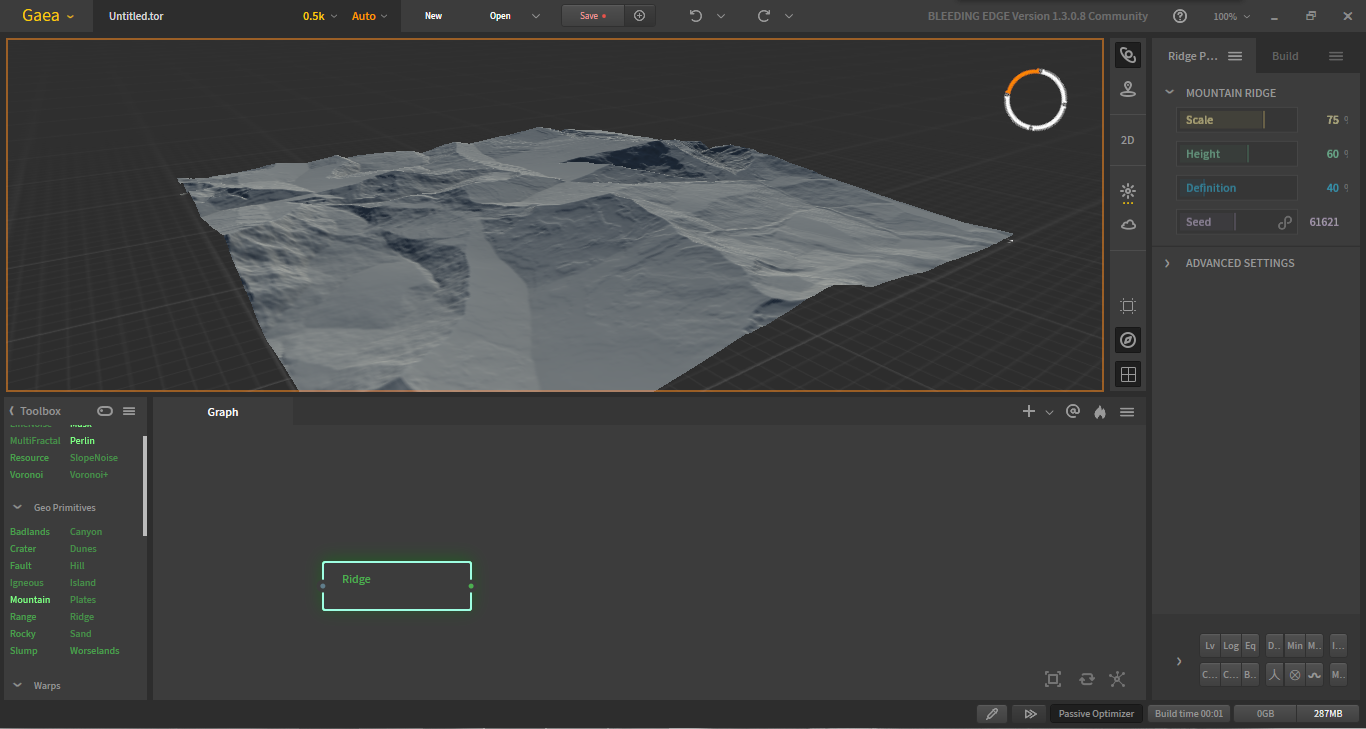 Gaea
Untitled.tor
0.5k
Auto
New
Open
Save
BLEEDING EDGE Version 1.3.0.8 Community
100%
2D
Ridge P...
Build
MOUNTAIN RIDGE
Scale 75
Height 60
Definition 40
Seed 61621
ADVANCED SETTINGS
Toolbox
MultiFractal Perlin
Resource SlopeNoise
Voronoi Voronoi+
Geo Primitives
Badlands Canyon
Crater Dunes
Fault Hill
Igneous Island
Mountain Plates
Range Ridge
Rocky Sand
Slump Worselands
Warps
Graph
Ridge
Lv Log Eq D.. Min M.. I...
C... C... B.. M..
Passive Optimizer
Build time 00:01
0GB
287MB